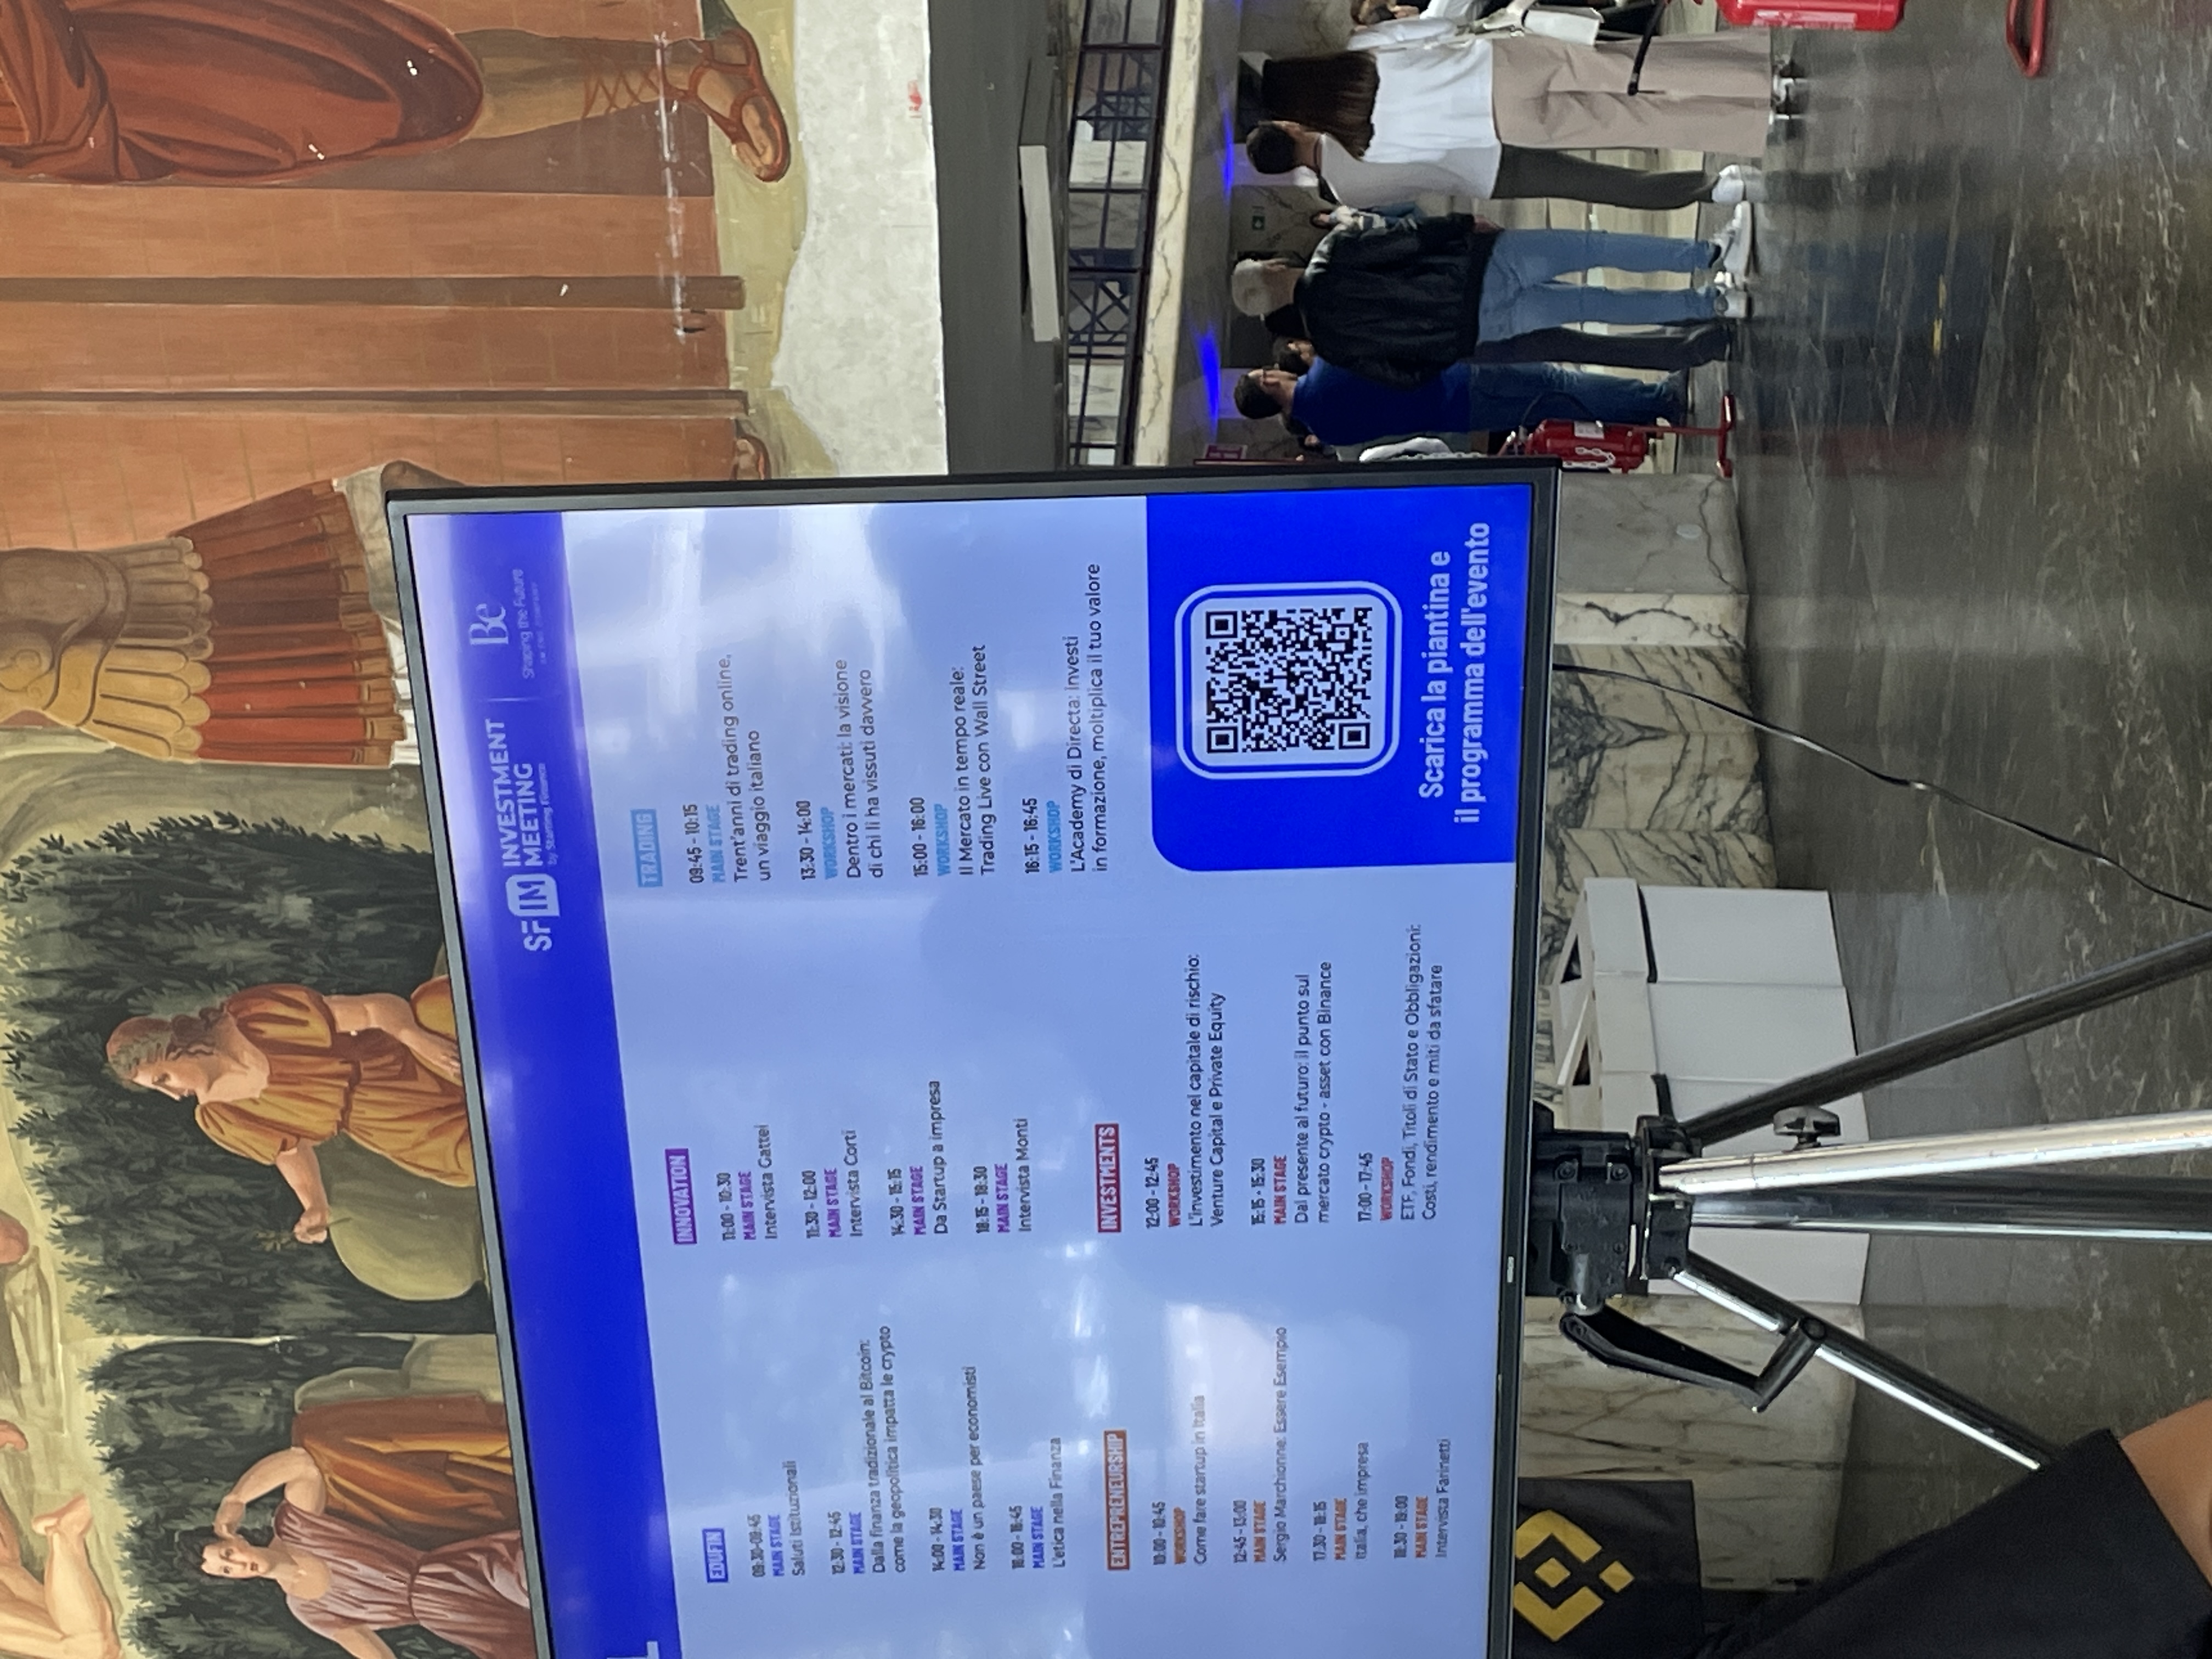 SF IM INVESTMENT
MEETING
by Starting Finance
Be
Shaping the Future
EDUFIN
09:30-09:45
MAIN STAGE
Saluti Istituzionali
12:30 - 12:45
MAIN STAGE
Dalla finanza tradizionale al Bitcoin:
come la geopolitica impatta le crypto
14:00 - 14:30
MAIN STAGE
Non è un paese per economisti
16:00 - 16:45
MAIN STAGE
L'etica nella Finanza
ENTREPRENEURSHIP
10:00 - 10:45
WORKSHOP
Come fare startup in Italia
12:45 - 13:00
MAIN STAGE
Sergio Marchionne: Essere Esempio
17:30 - 18:15
MAIN STAGE
Italia, che impresa
18:30 - 19:00
MAIN STAGE
Intervista Farinetti
INNOVATION
11:00 - 10:30
MAIN STAGE
Intervista Gattei
11:30 - 12:00
MAIN STAGE
Intervista Corti
14:30 - 15:15
MAIN STAGE
Da Startup a impresa
18:15 - 18:30
MAIN STAGE
Intervista Monti
INVESTMENTS
12:00 - 12:45
WORKSHOP
L'investimento nel capitale di rischio:
Venture Capital e Private Equity
15:15 - 15:30
MAIN STAGE
Dal presente al futuro: il punto sul
mercato crypto - asset con Binance
17:00 - 17:45
WORKSHOP
ETF, Fondi, Titoli di Stato e Obbligazioni:
Costi, rendimento e miti da sfatare
TRADING
09:45 - 10:15
MAIN STAGE
Trent'anni di trading online,
un viaggio italiano
13:30 - 14:00
WORKSHOP
Dentro i mercati: la visione
di chi li ha vissuti davvero
15:00 - 16:00
WORKSHOP
Il Mercato in tempo reale:
Trading Live con Wall Street
16:15 - 16:45
WORKSHOP
L'Academy di Directa: investi
in formazione, moltiplica il tuo valore
Scarica la piantina e
il programma dell'evento